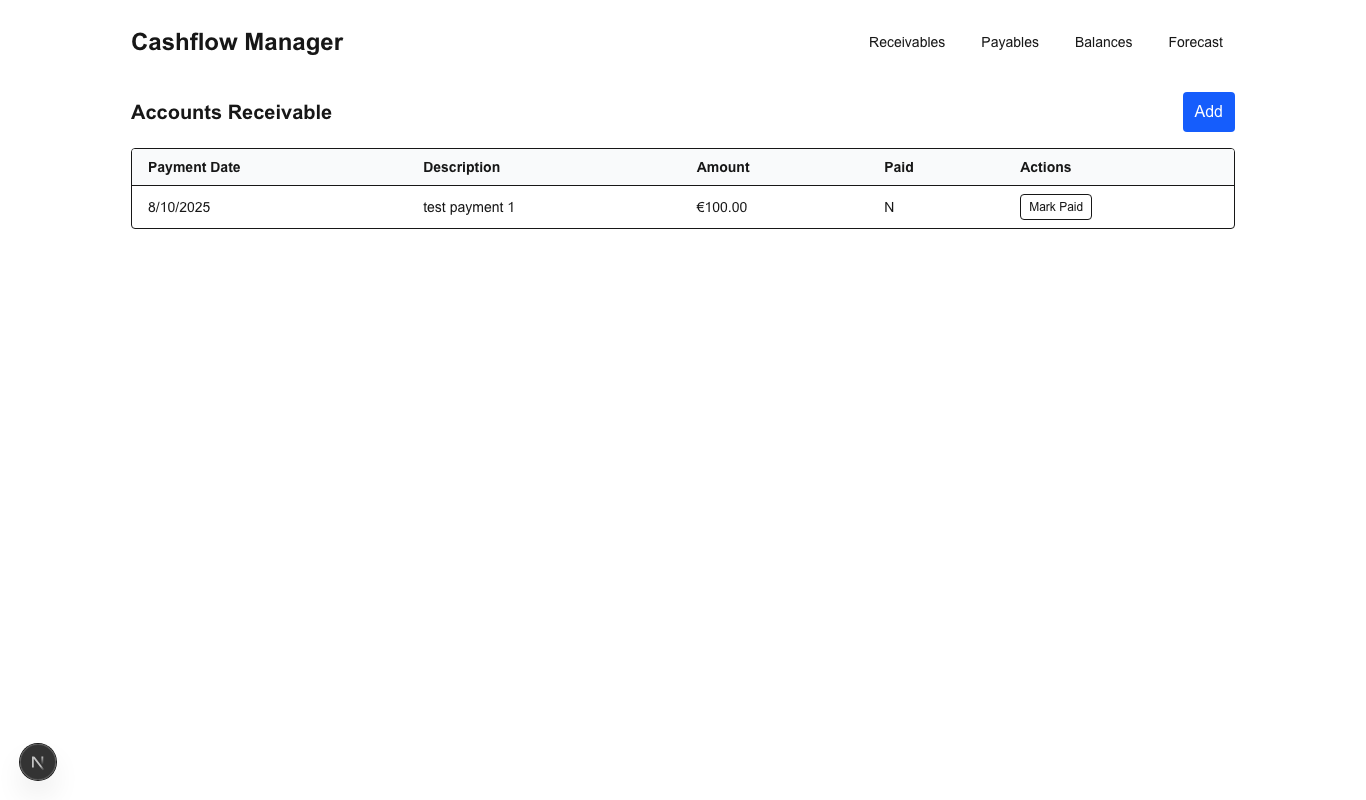 Cashflow Manager
Receivables Payables Balances Forecast
Accounts Receivable
Add
Payment Date Description Amount Paid Actions
8/10/2025 test payment 1 €100.00 N Mark Paid
N